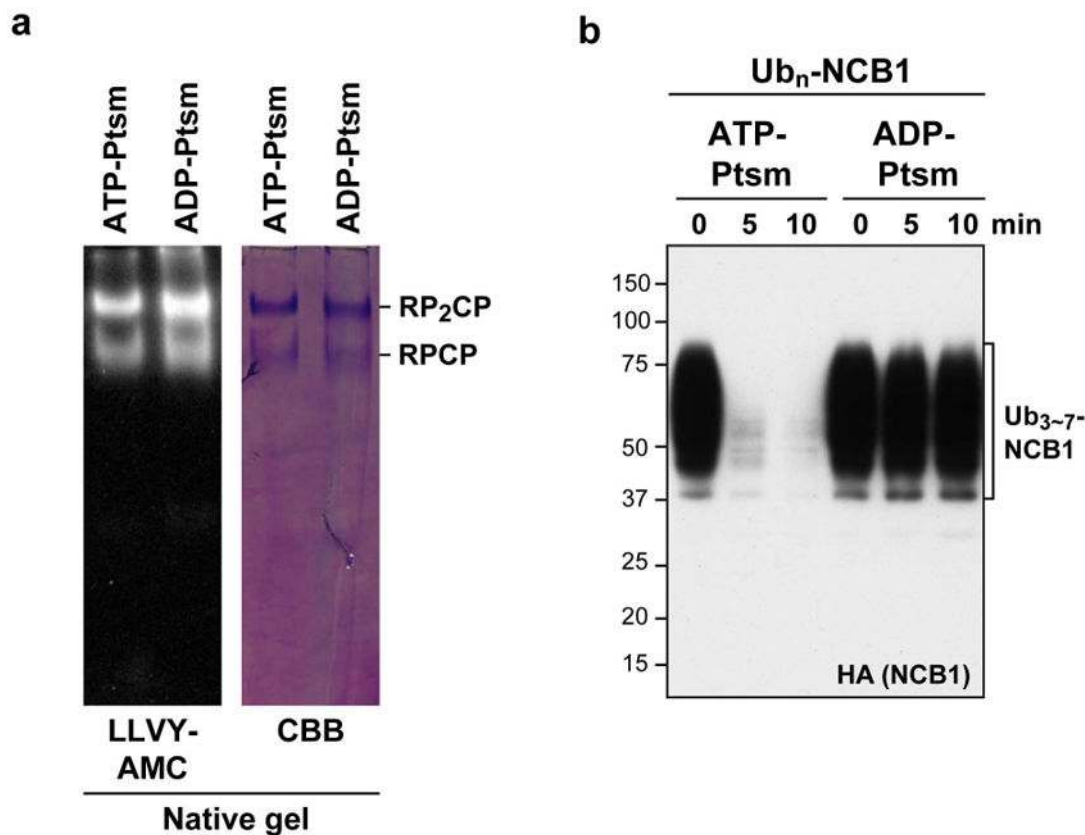 a
ATP-Ptsm
ADP-Ptsm
ATP-Ptsm
ADP-Ptsm
RP₂CP
RPCP
LLVY-
AMC
CBB
Native gel
b
Ubₙ-NCB1
ATP-
Ptsm
ADP-
Ptsm
0 5 10 0 5 10 min
150
100
75
50
37
25
20
15
Ub₃~₇-
NCB1
HA (NCB1)